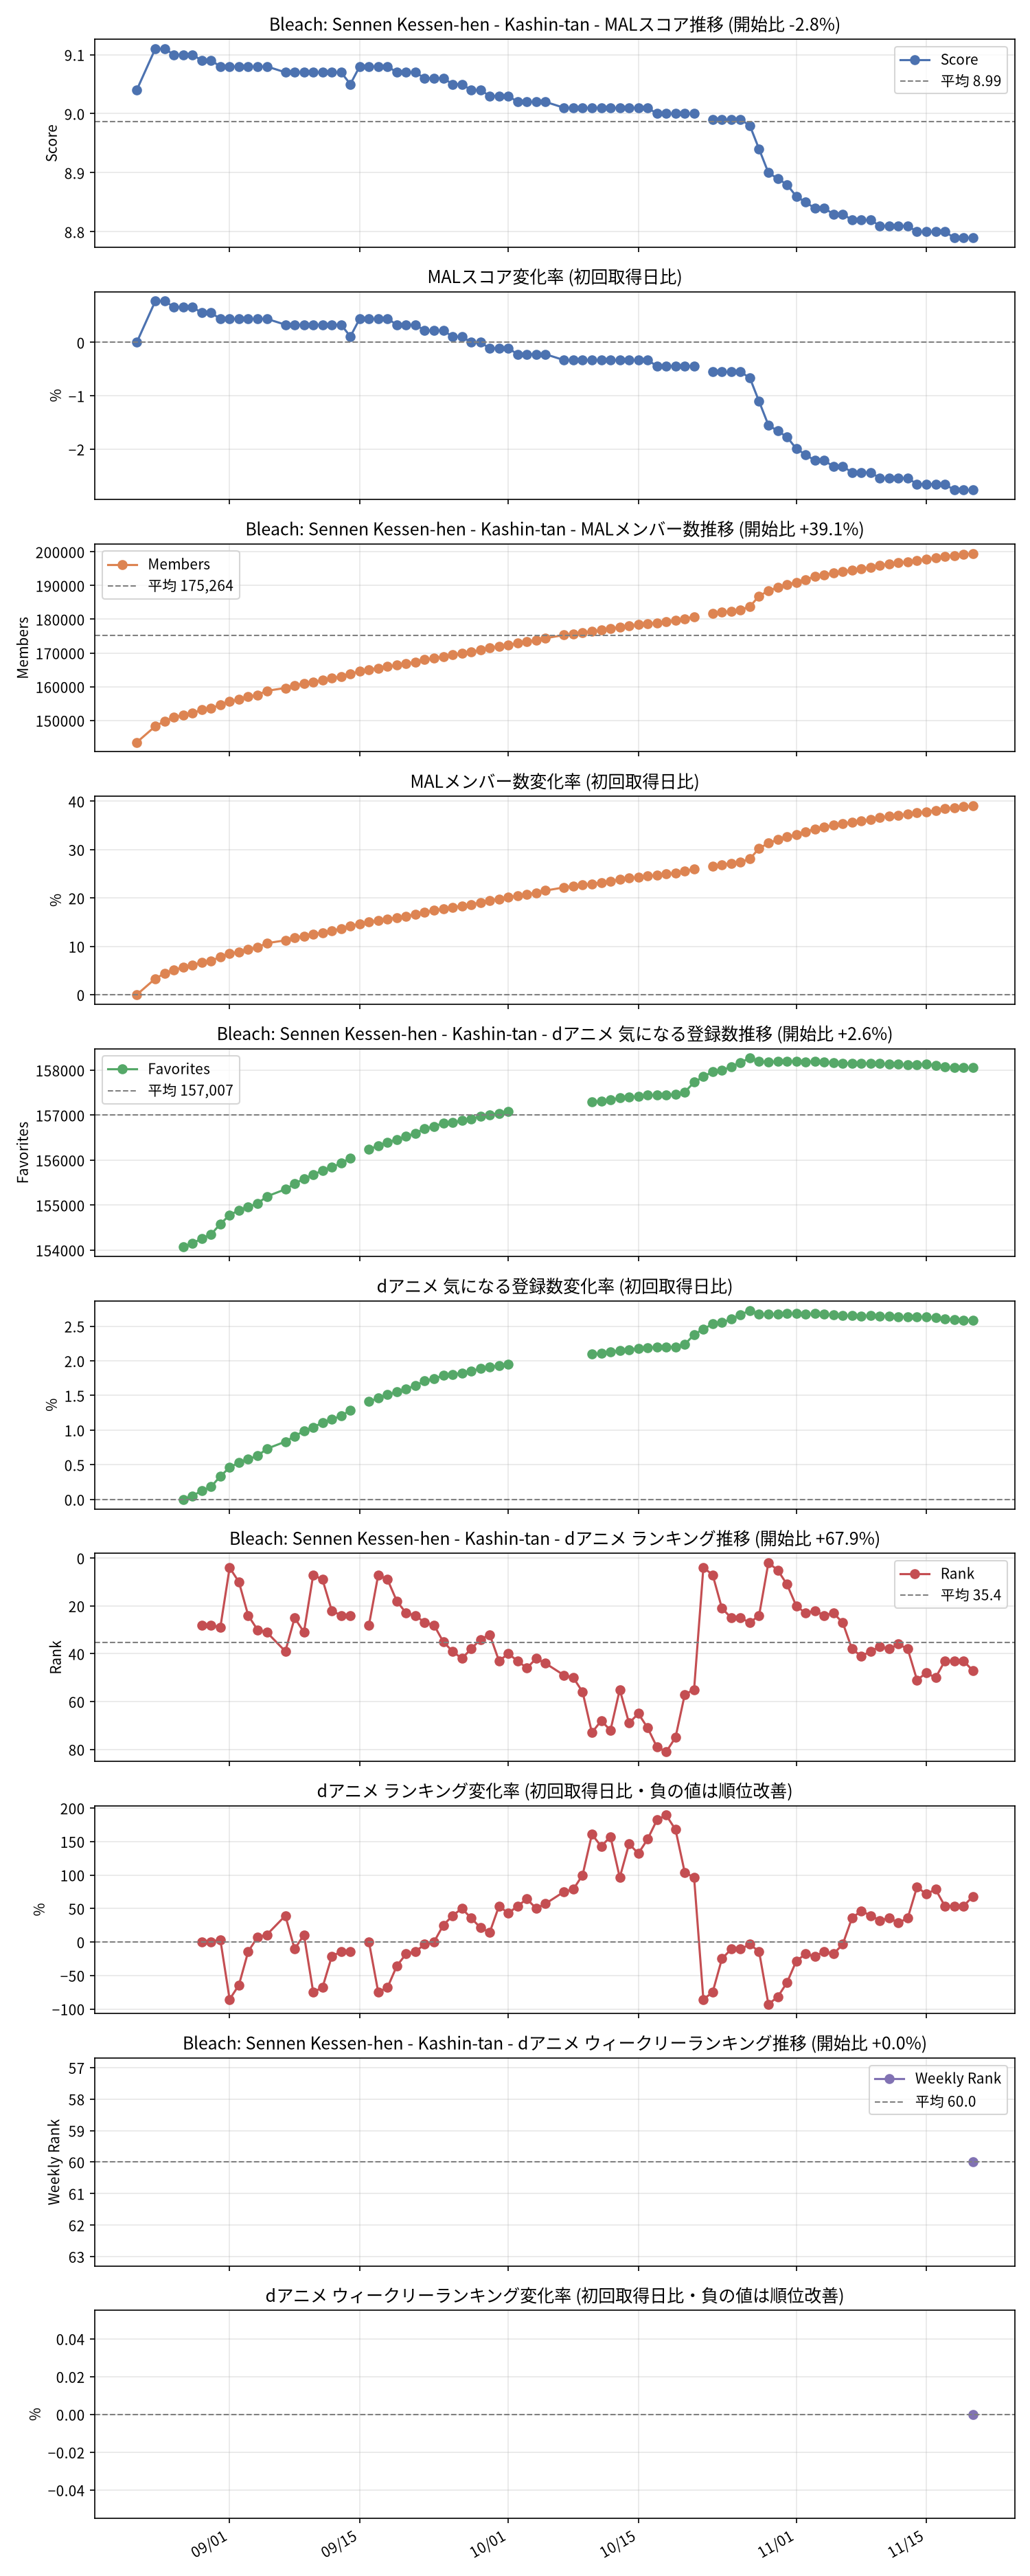 Bleach: Sennen Kessen-hen - Kashin-tan - MALスコア推移 (開始比 -2.8%)
9.1
9.0
8.9
8.8
Score
Score
平均 8.99
MALスコア変化率 (初回取得日比)
0
−1
−2
%
Bleach: Sennen Kessen-hen - Kashin-tan - MALメンバー数推移 (開始比 +39.1%)
200000
190000
180000
170000
160000
150000
Members
Members
平均 175,264
MALメンバー数変化率 (初回取得日比)
40
30
20
10
0
%
Bleach: Sennen Kessen-hen - Kashin-tan - dアニメ 気になる登録数推移 (開始比 +2.6%)
158000
157000
156000
155000
154000
Favorites
Favorites
平均 157,007
dアニメ 気になる登録数変化率 (初回取得日比)
2.5
2.0
1.5
1.0
0.5
0.0
%
Bleach: Sennen Kessen-hen - Kashin-tan - dアニメ ランキング推移 (開始比 +67.9%)
0
20
40
60
80
Rank
Rank
平均 35.4
dアニメ ランキング変化率 (初回取得日比・負の値は順位改善)
200
150
100
50
0
−50
−100
%
Bleach: Sennen Kessen-hen - Kashin-tan - dアニメ ウィークリーランキング推移 (開始比 +0.0%)
57
58
59
60
61
62
63
Weekly Rank
Weekly Rank
平均 60.0
dアニメ ウィークリーランキング変化率 (初回取得日比・負の値は順位改善)
0.04
0.02
0.00
−0.02
−0.04
%
09/01
09/15
10/01
10/15
11/01
11/15